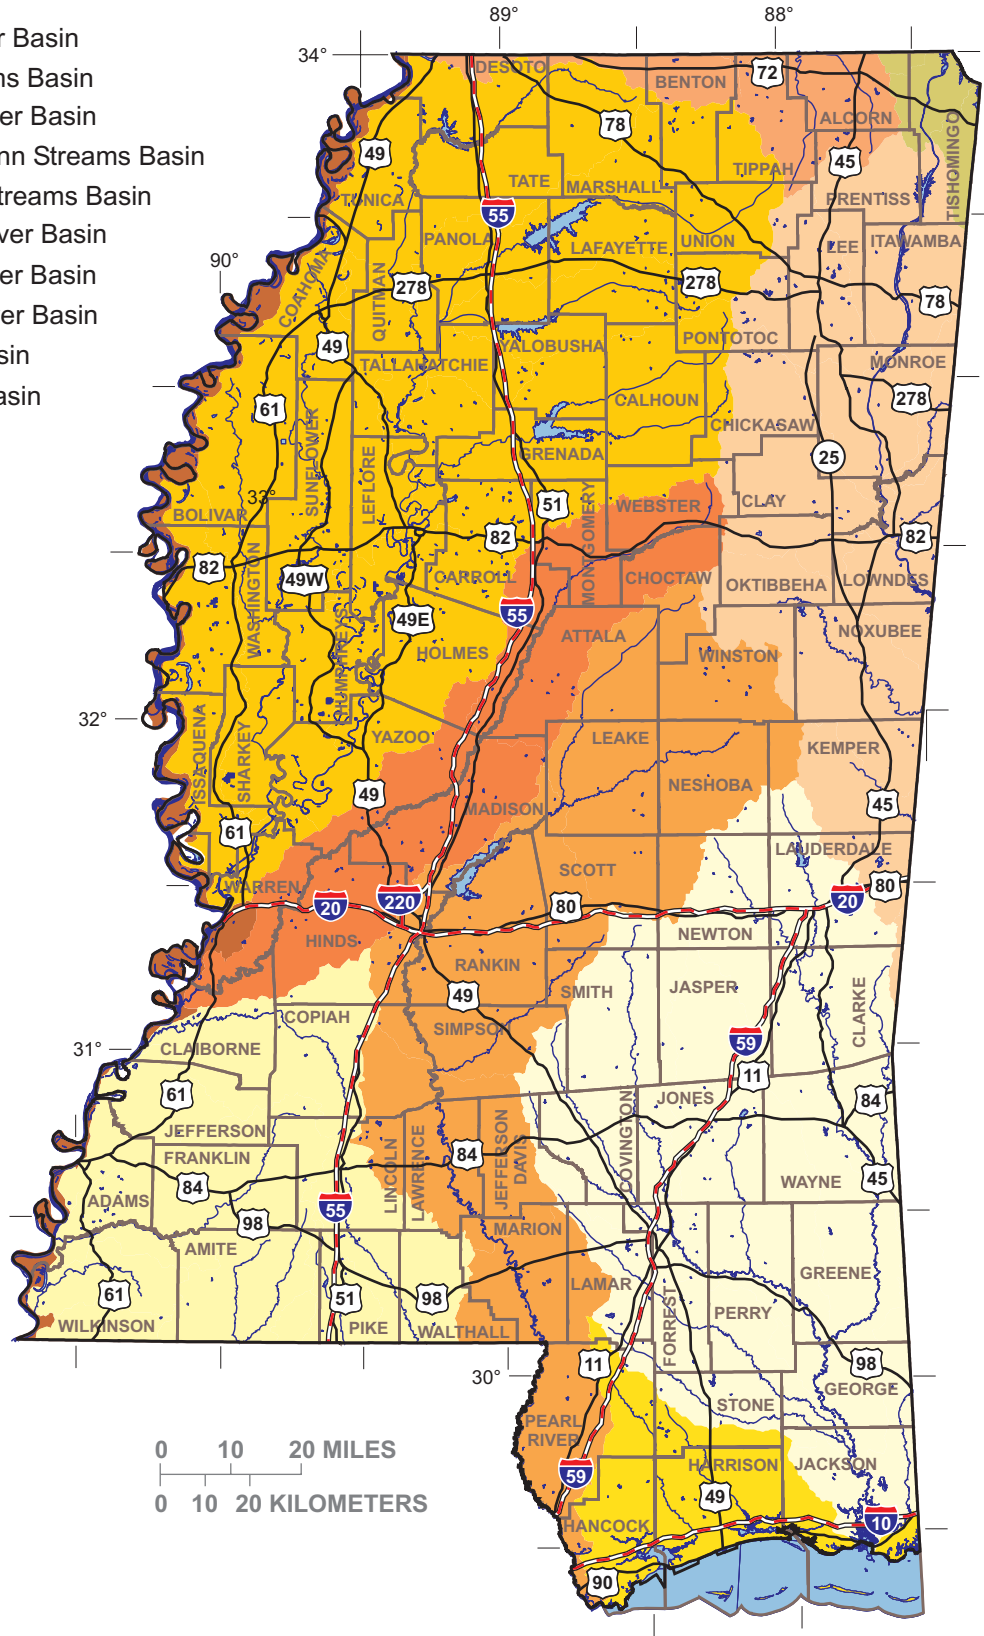 r Basin
ns Basin
er Basin
nn Streams Basin
treams Basin
ver Basin
er Basin
er Basin
sin
asin
89°
88°
34°
DESOTO
BENTON
72
ALCORN
78
49
45
TIPPAH
TISHOMINGO
TATE
MARSHALL
TUNICA
PRENTISS
55
PANOLA
LAFAYETTE
UNION
LEE
ITAWAMBA
90°
COAHOMA
QUITMAN
278
278
78
49
YALOBUSHA
PONTOTOC
TALLAHATCHIE
MONROE
61
CALHOUN
278
CHICKASAW
SUNFLOWER
LEFLORE
GRENADA
25
33°
51
MONTGOMERY
WEBSTER
CLAY
BOLIVAR
82
82
82
WASHINGTON
49W
CARROLL
CHOCTAW
OKTIBBEHA
LOWNDES
55
49E
HUMPHREYS
ATTALA
NOXUBEE
HOLMES
WINSTON
32°
ISSAQUENA
SHARKEY
YAZOO
LEAKE
KEMPER
NESHOBA
49
MADISON
45
61
LAUDERDALE
SCOTT
WARREN
80
20
220
80
20
HINDS
NEWTON
RANKIN
JASPER
SMITH
49
CLARKE
COPIAH
SIMPSON
31°
CLAIBORNE
59
11
61
JONES
84
JEFFERSON
COVINGTON
LINCOLN
LAWRENCE
JEFFERSON
DAVIS
FRANKLIN
84
84
WAYNE
45
ADAMS
55
98
MARION
AMITE
GREENE
LAMAR
61
51
98
FORREST
PERRY
WILKINSON
PIKE
WALTHALL
11
98
30°
GEORGE
STONE
PEARL
RIVER
0 10 20 MILES
HARRISON
JACKSON
59
0 10 20 KILOMETERS
49
HANCOCK
10
90